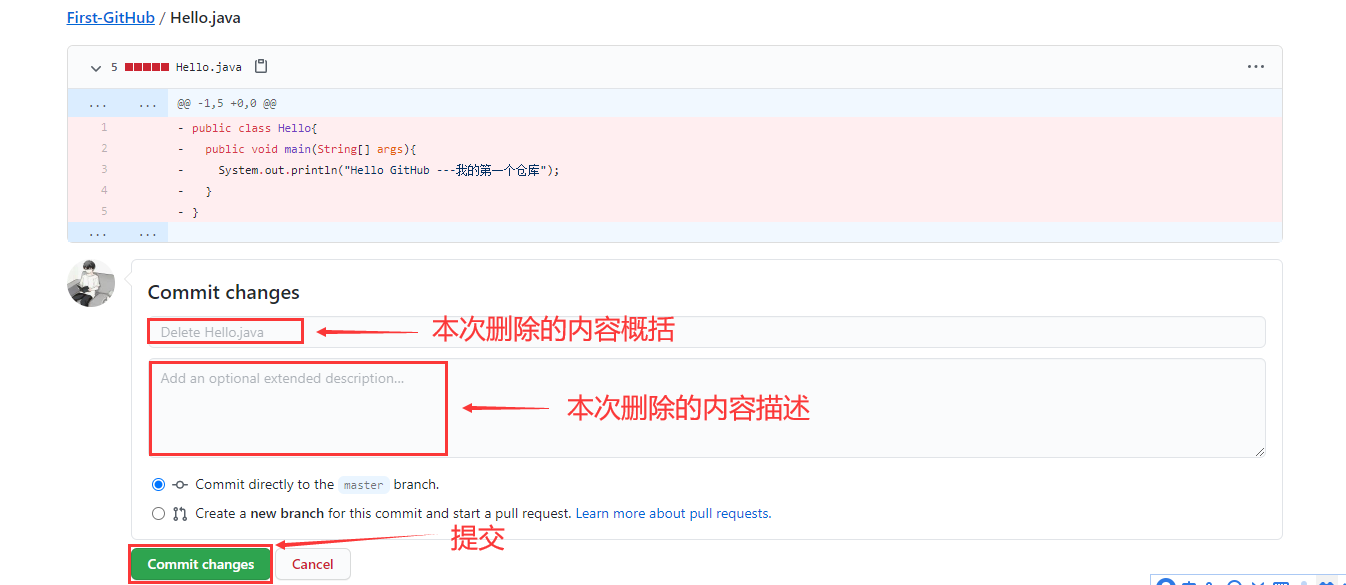 First-GitHub / Hello.java
5 Hello.java ...
... ... @@ -1,5 +0,0 @@
1 - public class Hello{
2 - public void main(String[] args){
3 - System.out.println("Hello GitHub ---我的第一个仓库");
4 - }
5 - }
... ...
Commit changes
Delete Hello.java 本次删除的内容概括
Add an optional extended description...
本次删除的内容描述
Commit directly to the master branch.
Create a new branch for this commit and start a pull request. Learn more about pull requests.
提交
Commit changes Cancel